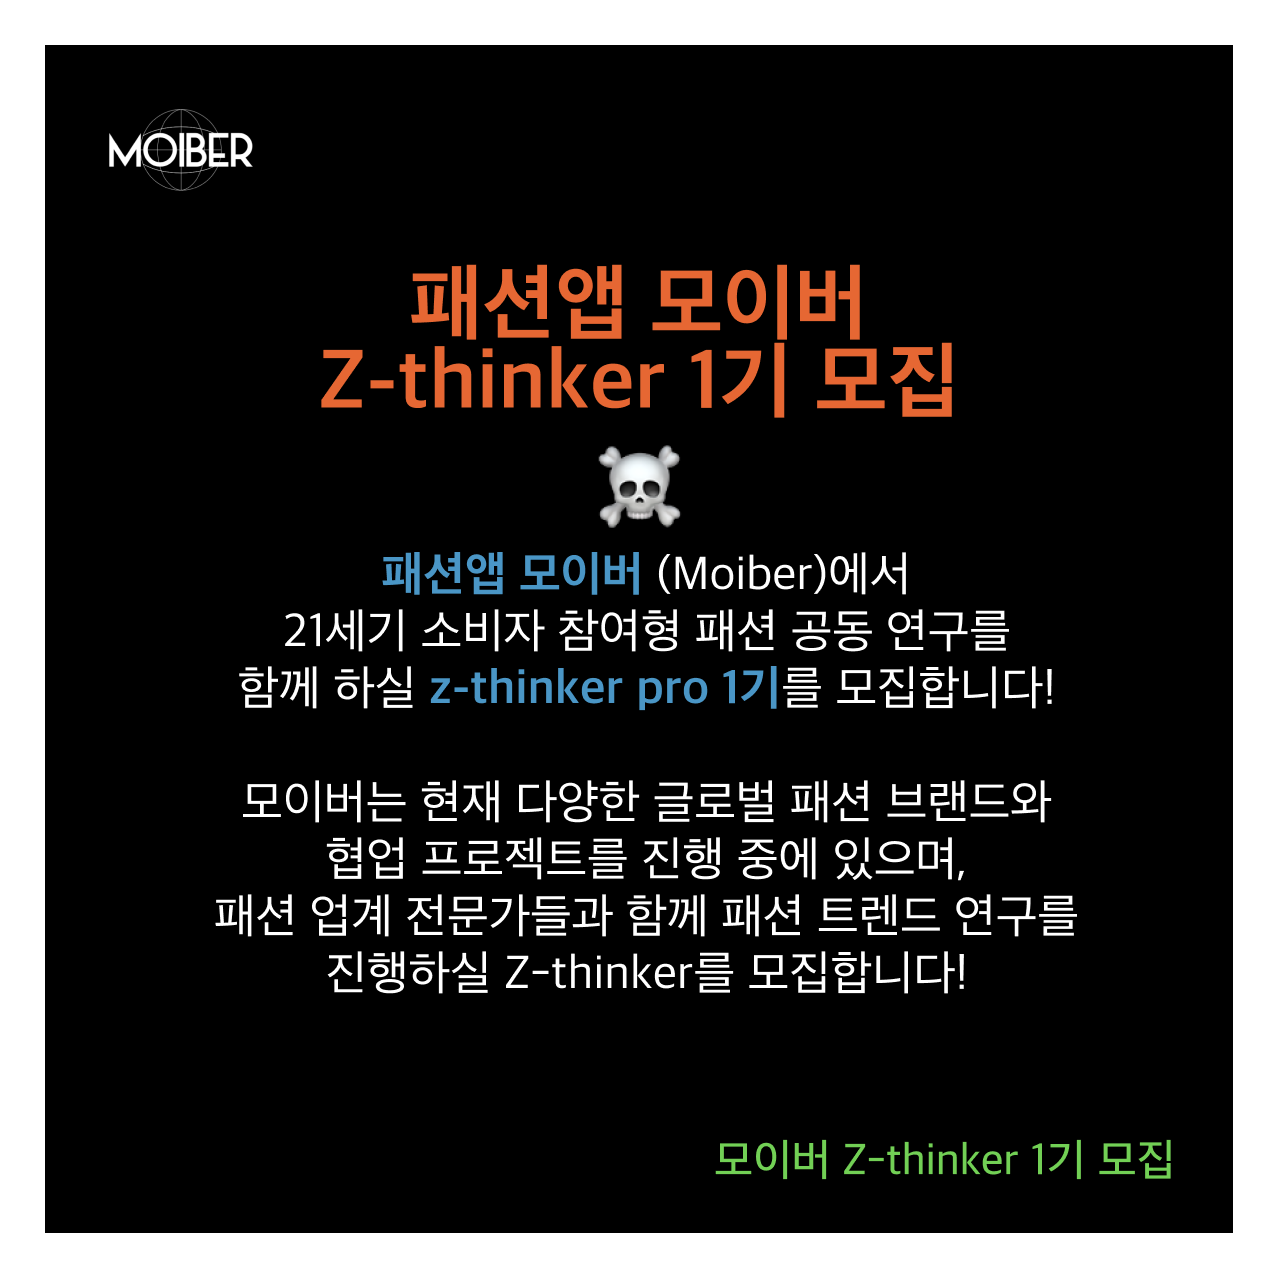 MOIBER
패션앱 모이버
Z-thinker 1기 모집
패션앱 모이버 (Moiber)에서
21세기 소비자 참여형 패션 공동 연구를
함께 하실 z-thinker pro 1기를 모집합니다!
모이버는 현재 다양한 글로벌 패션 브랜드와
협업 프로젝트를 진행 중에 있으며,
패션 업계 전문가들과 함께 패션 트렌드 연구를
진행하실 Z-thinker를 모집합니다!
모이버 Z-thinker 1기 모집